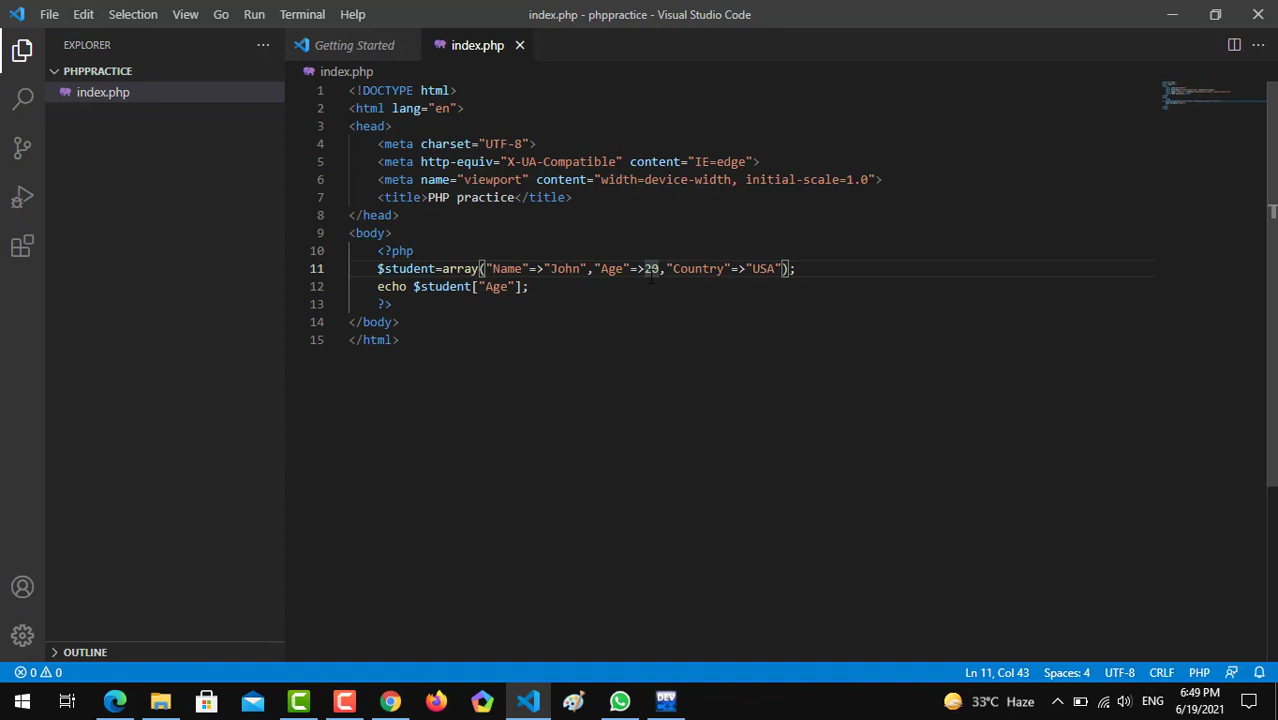 File Edit Selection View Go Run Terminal Help
index.php - phppractice - Visual Studio Code
EXPLORER
PHPPRACTICE
index.php
OUTLINE
Getting Started
index.php
index.php
1 <!DOCTYPE html>
2 <html lang="en">
3 <head>
4 <meta charset="UTF-8">
5 <meta http-equiv="X-UA-Compatible" content="IE=edge">
6 <meta name="viewport" content="width=device-width, initial-scale=1.0">
7 <title>PHP practice</title>
8 </head>
9 <body>
10 <?php
11 $student=array("Name"=>"John","Age"=>29,"Country"=>"USA");
12 echo $student["Age"];
13 ?>
14 </body>
15 </html>
0 0
Ln 11, Col 43 Spaces: 4 UTF-8 CRLF PHP
DEV
33°C Haze
ENG
6:49 PM
6/19/2021